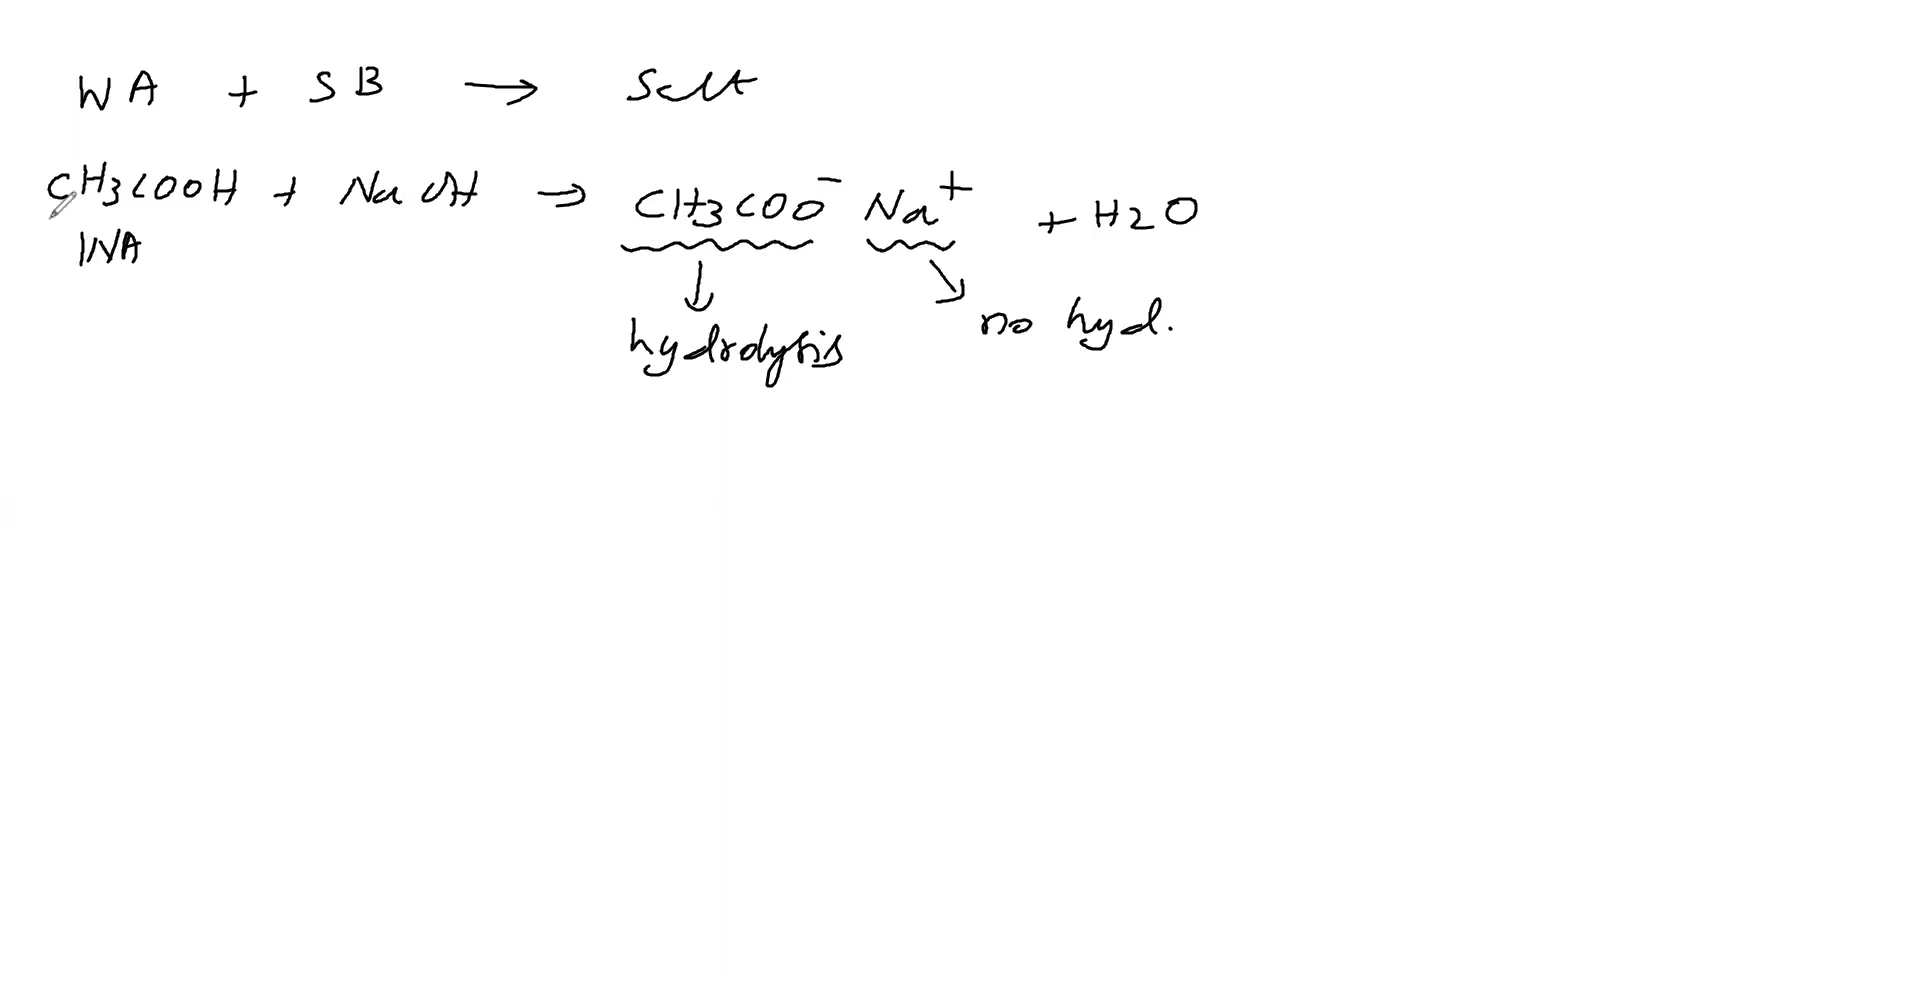 WA + SB → Salt
CH3COOH + NaOH → CH3COO⁻ Na⁺ + H2O
WA
hydrolysis
no hyd.